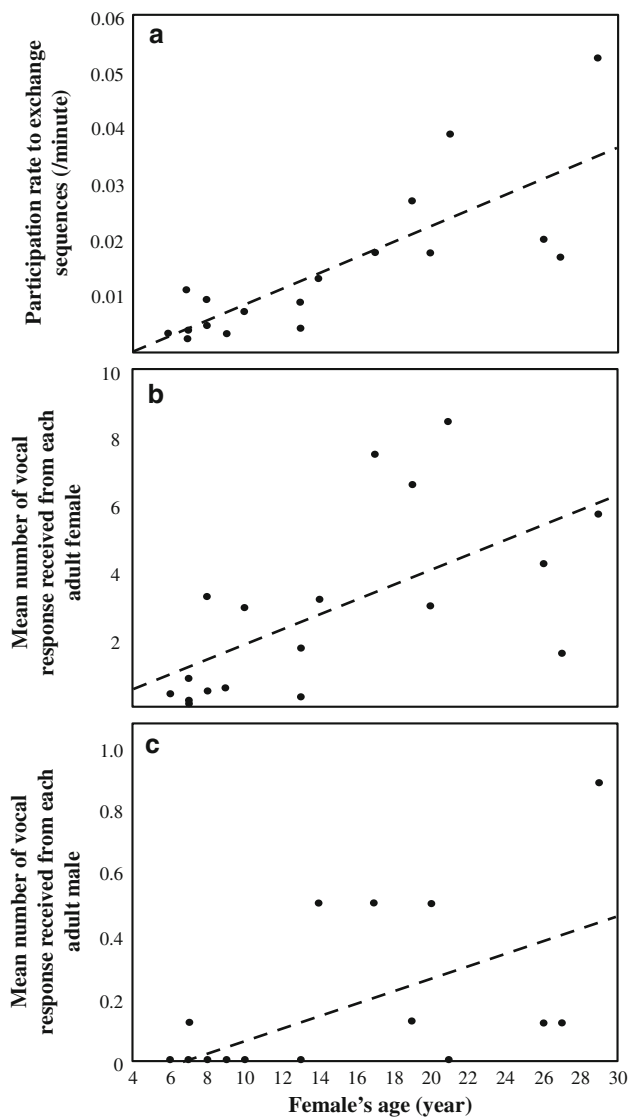 a
Participation rate to exchange
sequences (/minute)
0.06
0.05
0.04
0.03
0.02
0.01
b
Mean number of vocal
response received from each
adult female
10
8
6
4
2
c
Mean number of vocal
response received from each
adult male
1.0
0.8
0.6
0.4
0.2
0
4 6 8 10 12 14 16 18 20 22 24 26 28 30
Female's age (year)